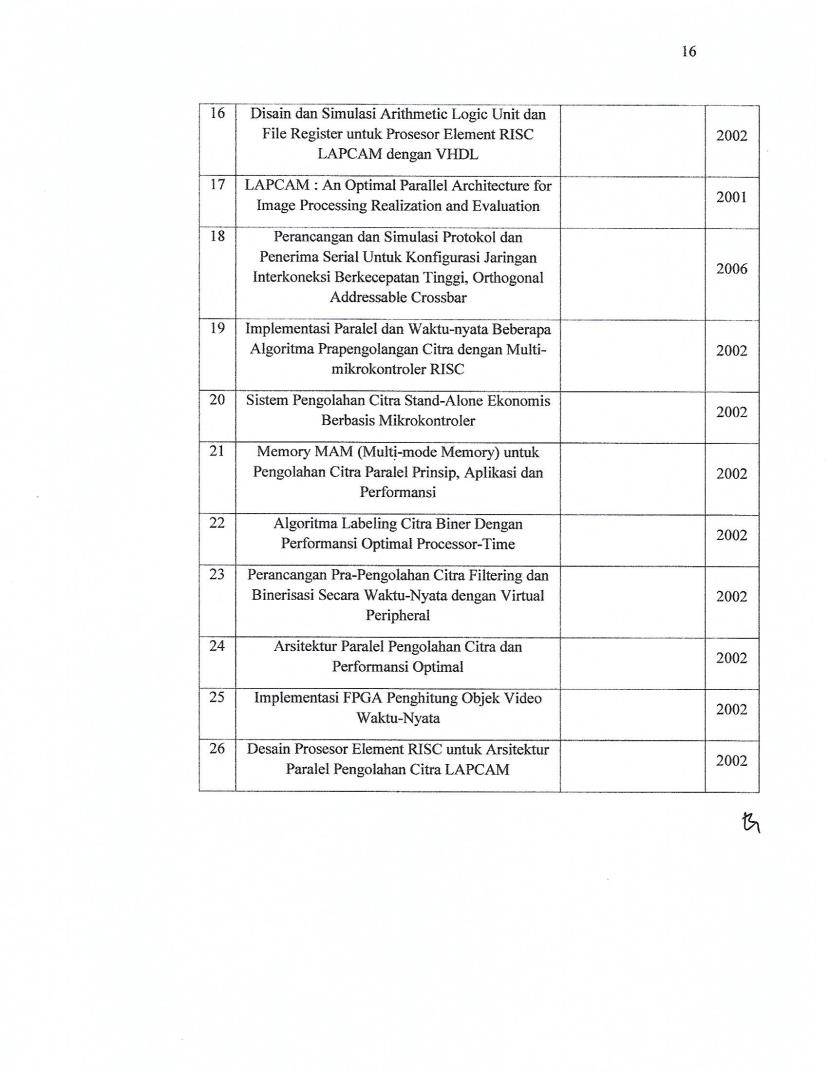 16
16 Disain dan Simulasi Arithmetic Logic Unit dan
File Register untuk Prosesor Element RISC
LAPCAM dengan VHDL
2002
17 LAPCAM : An Optimal Parallel Architecture for
Image Processing Realization and Evaluation
2001
18 Perancangan dan Simulasi Protokol dan
Penerima Serial Untuk Konfigurasi Jaringan
Interkoneksi Berkecepatan Tinggi, Orthogonal
Addressable Crossbar
2006
19 Implementasi Paralel dan Waktu-nyata Beberapa
Algoritma Prapengolangan Citra dengan Multi-
mikrokontroler RISC
2002
20 Sistem Pengolahan Citra Stand-Alone Ekonomis
Berbasis Mikrokontroler
2002
21 Memory MAM (Multi-mode Memory) untuk
Pengolahan Citra Paralel Prinsip, Aplikasi dan
Performansi
2002
22 Algoritma Labeling Citra Biner Dengan
Performansi Optimal Processor-Time
2002
23 Perancangan Pra-Pengolahan Citra Filtering dan
Binerisasi Secara Waktu-Nyata dengan Virtual
Peripheral
2002
24 Arsitektur Paralel Pengolahan Citra dan
Performansi Optimal
2002
25 Implementasi FPGA Penghitung Objek Video
Waktu-Nyata
2002
26 Desain Prosesor Element RISC untuk Arsitektur
Paralel Pengolahan Citra LAPCAM
2002